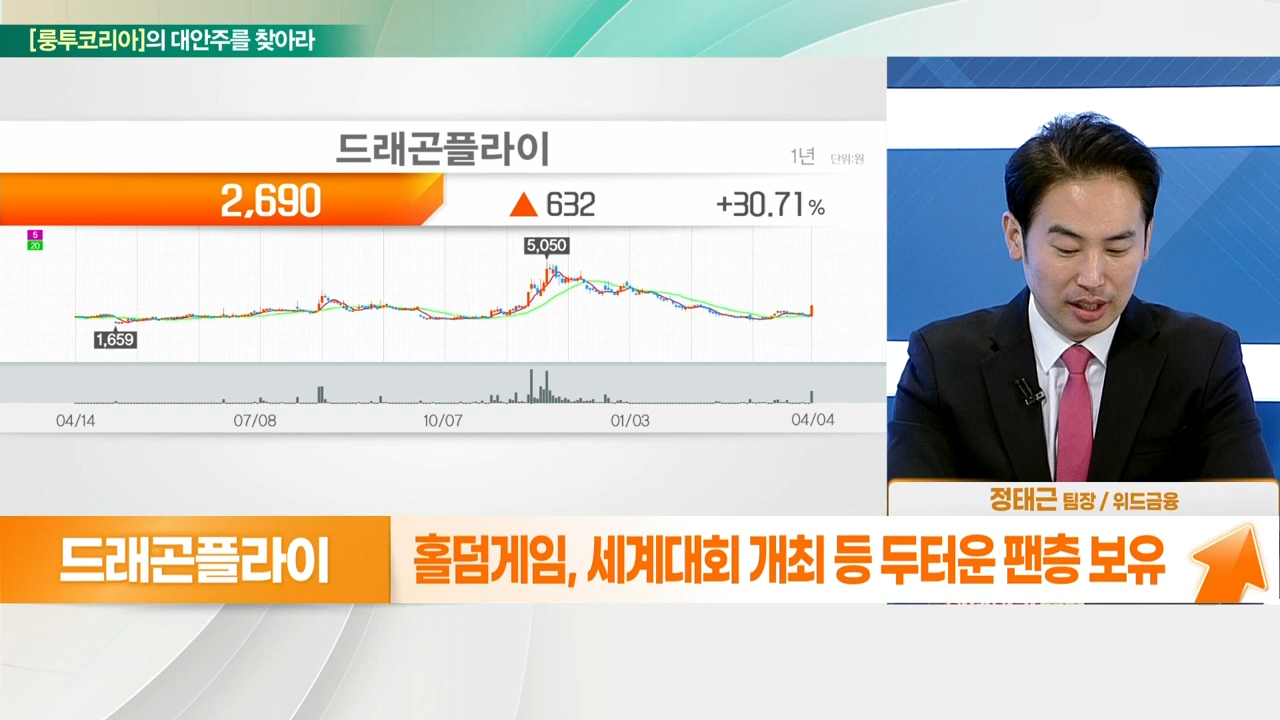 [룽투코리아]의 대안주를 찾아라
드래곤플라이
1년 단위:원
2,690 ▲ 632 +30.71%
5
20
5,050
1,659
04/14 07/08 10/07 01/03 04/04
정태근 팀장 / 위드금융
드래곤플라이
홀덤게임, 세계대회 개최 등 두터운 팬층 보유